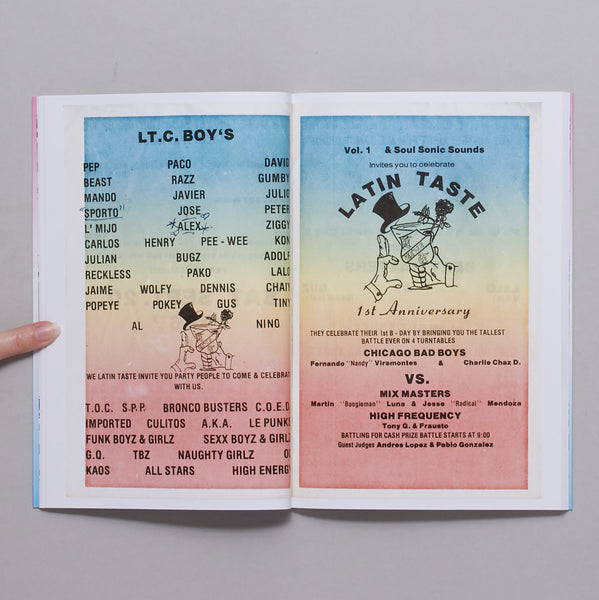 LT.C. BOY'S
PEP PACO DAVID
BEAST RAZZ GUMBY
MANDO JAVIER JULIO
"SPORTO" JOSE PETER
L' MIJO ALEX ZIGGY
CARLOS HENRY PEE - WEE KON
JULIAN BUGZ ADOLF
RECKLESS PAKO LALO
JAIME WOLFY DENNIS
POPEYE POKEY GUS TINY
AL NINO
WE LATIN TASTE INVITE YOU PARTY PEOPLE TO COME & CELEBRAT
WITH US.
T.O.C. S.P.P. BRONCO BUSTERS C.O.E.D.
IMPORTED CULITOS A.K.A. LE PUNKS
FUNK BOYZ & GIRLZ SEXX BOYZ & GIRLZ
G.Q. TBZ NAUGHTY GIRLZ
KAOS ALL STARS HIGH ENERGY
Vol. 1 & Soul Sonic Sounds
Invites you to celebrate
LATIN TASTE
1st Anniversary
THEY CELEBRATE THEIR 1st B - DAY BY BRINGING YOU THE TALLEST
BATTLE EVER ON 4 TURNTABLES
CHICAGO BAD BOYS
Fernando "Nandy" Viramontes & Charlie Chaz D.
VS.
MIX MASTERS
Martin "Boogieman" Luna & Jesse "Radical" Mendoza
HIGH FREQUENCY
Tony G. & Frausto
BATTLING FOR CASH PRIZE BATTLE STARTS AT 9:00
Guest Judges Andres Lopez & Pablo Gonzalez